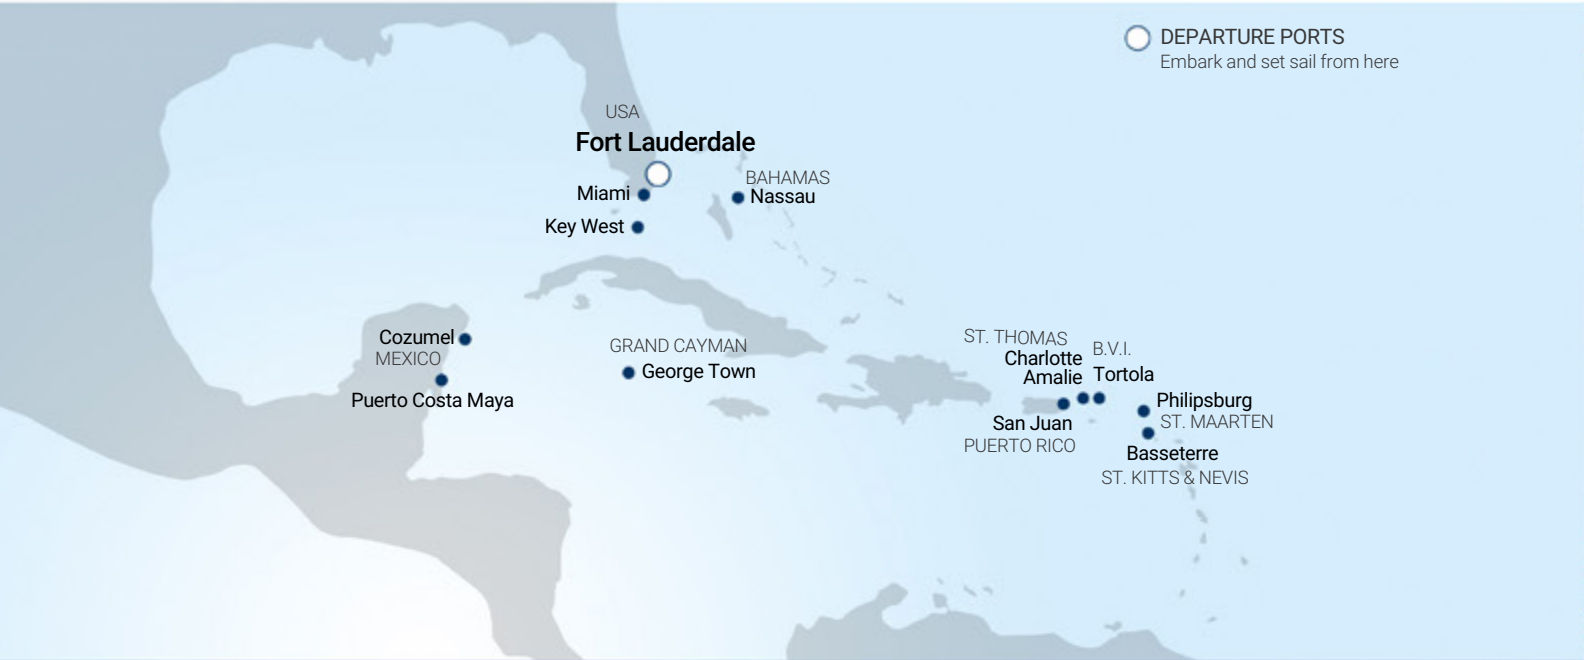 DEPARTURE PORTS
Embark and set sail from here
USA
Fort Lauderdale
Miami
BAHAMAS
Nassau
Key West
Cozumel
MEXICO
Puerto Costa Maya
GRAND CAYMAN
George Town
ST. THOMAS
Charlotte
Amalie
B.V.I.
Tortola
San Juan
PUERTO RICO
Philipsburg
ST. MAARTEN
Basseterre
ST. KITTS & NEVIS